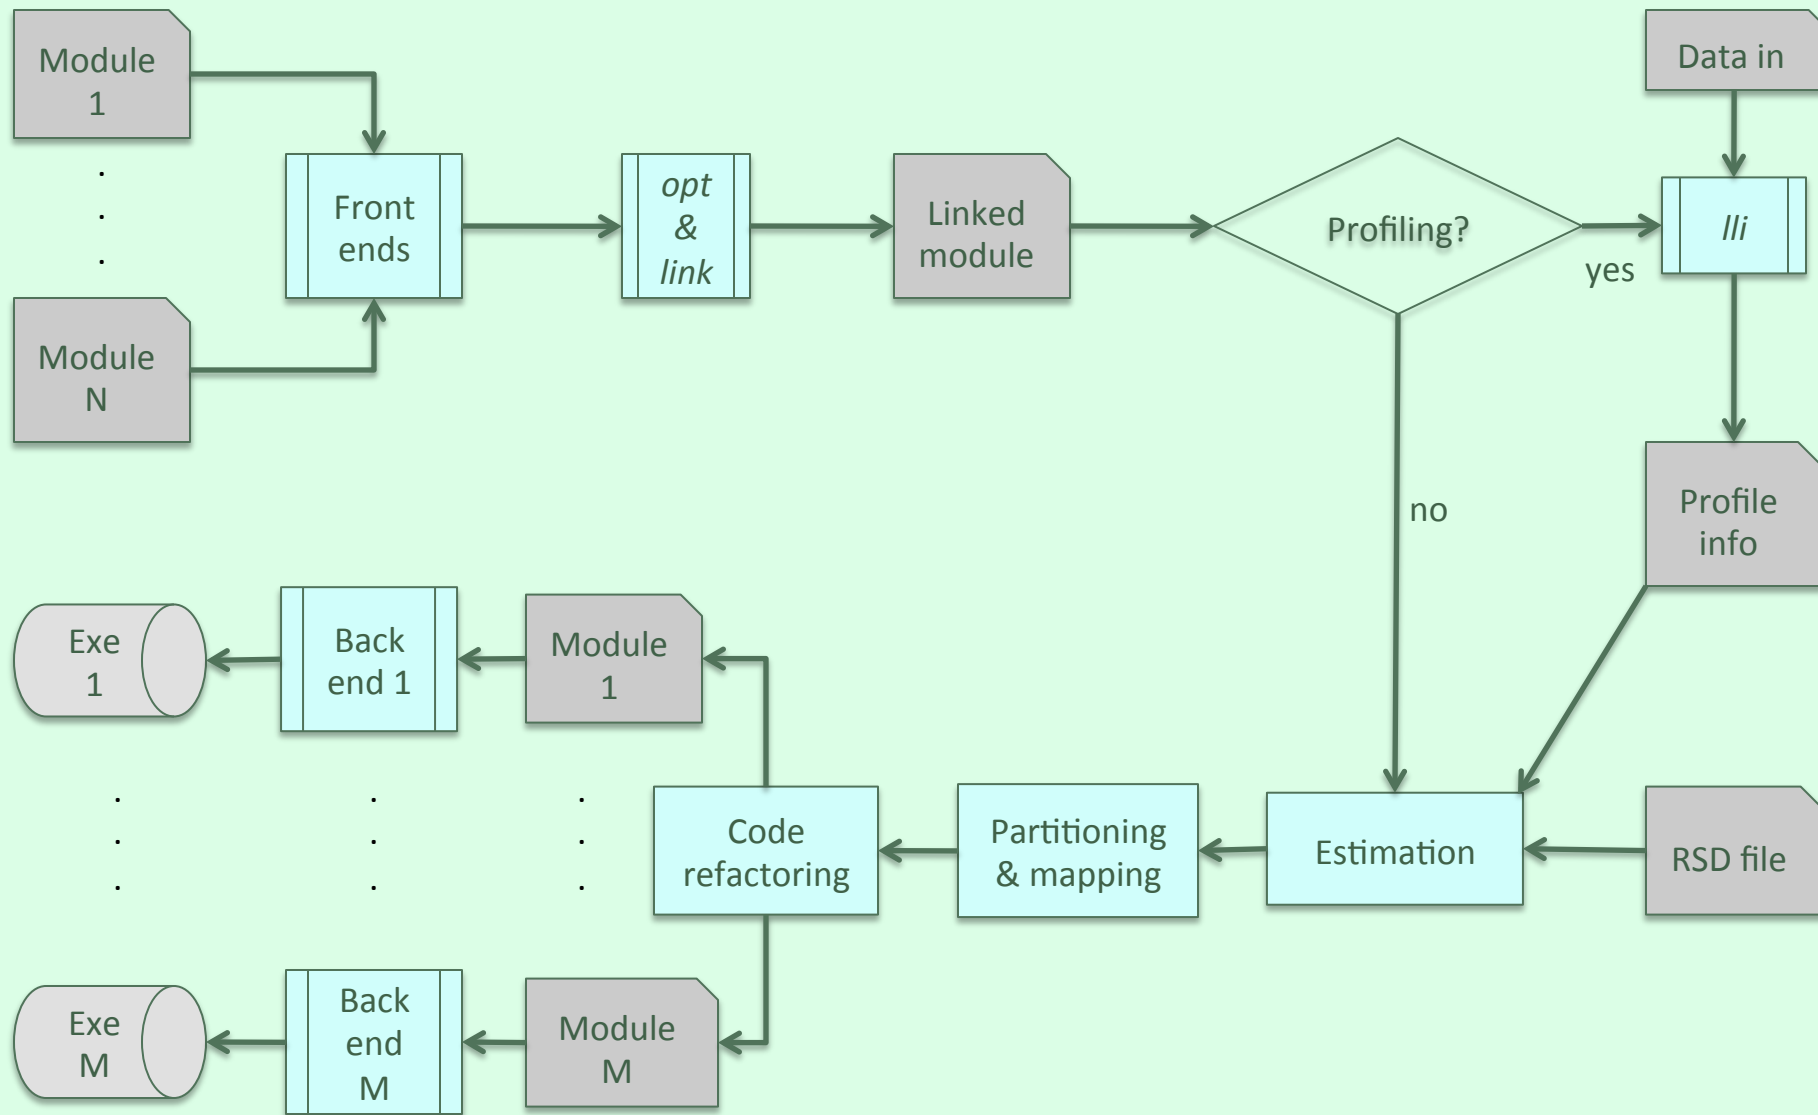 Module
1
Data in
Front
ends
opt
&
link
Linked
module
Profiling?
lli
yes
Module
N
no
Profile
info
Exe
1
Back
end 1
Module
1
Code
refactoring
Partitioning
& mapping
Estimation
RSD file
Exe
M
Back
end
M
Module
M